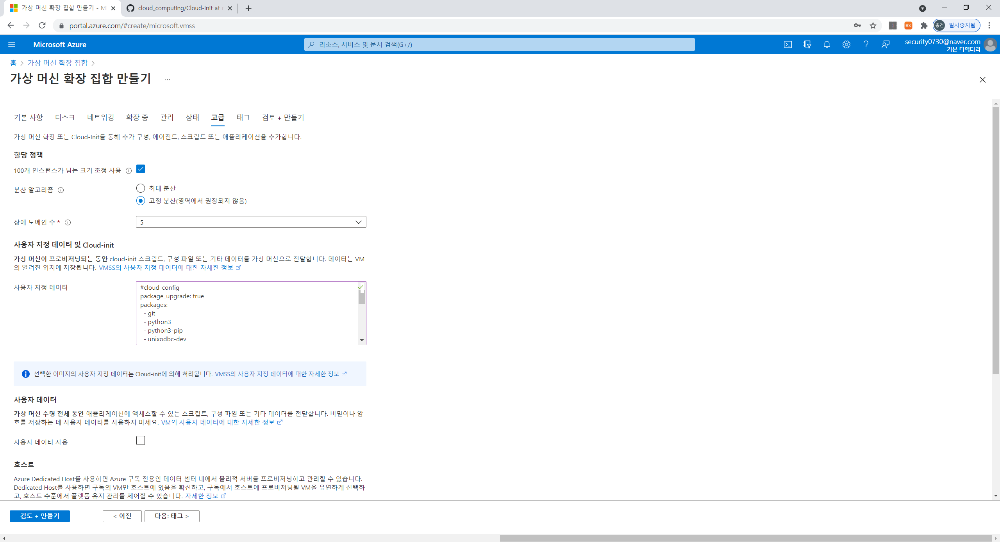 가상 머신 확장 집합 만들기 - M
cloud_computing/Cloud-init at
portal.azure.com/#create/microsoft.vmss
EX
충건 일시중지됨
Microsoft Azure
리소스, 서비스 및 문서 검색(G+/)
security0730@naver.com
기본 디렉터리
홈 > 가상 머신 확장 집합 >
가상 머신 확장 집합 만들기 ...
기본 사항 디스크 네트워킹 확장 중 관리 상태 고급 태그 검토 + 만들기
가상 머신 확장 또는 Cloud-Init를 통해 추가 구성, 에이전트, 스크립트 또는 애플리케이션을 추가합니다.
할당 정책
100개 인스턴스가 넘는 크기 조정 사용
분산 알고리즘
최대 분산
고정 분산(영역에서 권장되지 않음)
장애 도메인 수 *
5
사용자 지정 데이터 및 Cloud-init
가상 머신이 프로비저닝되는 동안 cloud-init 스크립트, 구성 파일 또는 기타 데이터를 가상 머신으로 전달합니다. 데이터는 VM
의 알려진 위치에 저장됩니다. VMSS의 사용자 지정 데이터에 대한 자세한 정보
사용자 지정 데이터
#cloud-config
package_upgrade: true
packages:
- git
- python3
- python3-pip
- unixodbc-dev
선택한 이미지의 사용자 지정 데이터는 Cloud-init에 의해 처리됩니다. VMSS의 사용자 지정 데이터에 대한 자세한 정보
사용자 데이터
가상 머신 수명 전체 동안 애플리케이션에 액세스할 수 있는 스크립트, 구성 파일 또는 기타 데이터를 전달합니다. 비밀이나 암
호를 저장하는 데 사용자 데이터를 사용하지 마세요. VM의 사용자 데이터에 대한 자세한 정보
사용자 데이터 사용
호스트
Azure Dedicated Host를 사용하면 Azure 구독 전용인 데이터 센터 내에서 물리적 서버를 프로비저닝하고 관리할 수 있습니다.
Dedicated Host를 사용하면 구독의 VM만 호스트에 있음을 확인하고, 구독에서 호스트에 프로비저닝될 VM을 유연하게 선택하
고, 호스트 수준에서 플랫폼 유지 관리를 제어할 수 있습니다. 자세한 정보
검토 + 만들기
< 이전
다음: 태그 >